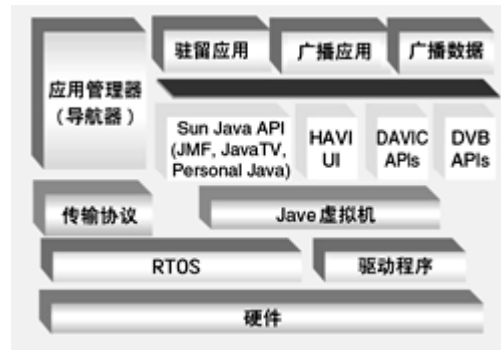 驻留应用
广播应用
广播数据
应用管理器
(导航器)
Sun Java API
(JMF, JavaTV,
Personal Java)
HAVI
UI
DAVIC
APIs
DVB
APIs
传输协议
Jave虚拟机
RTOS
驱动程序
硬件